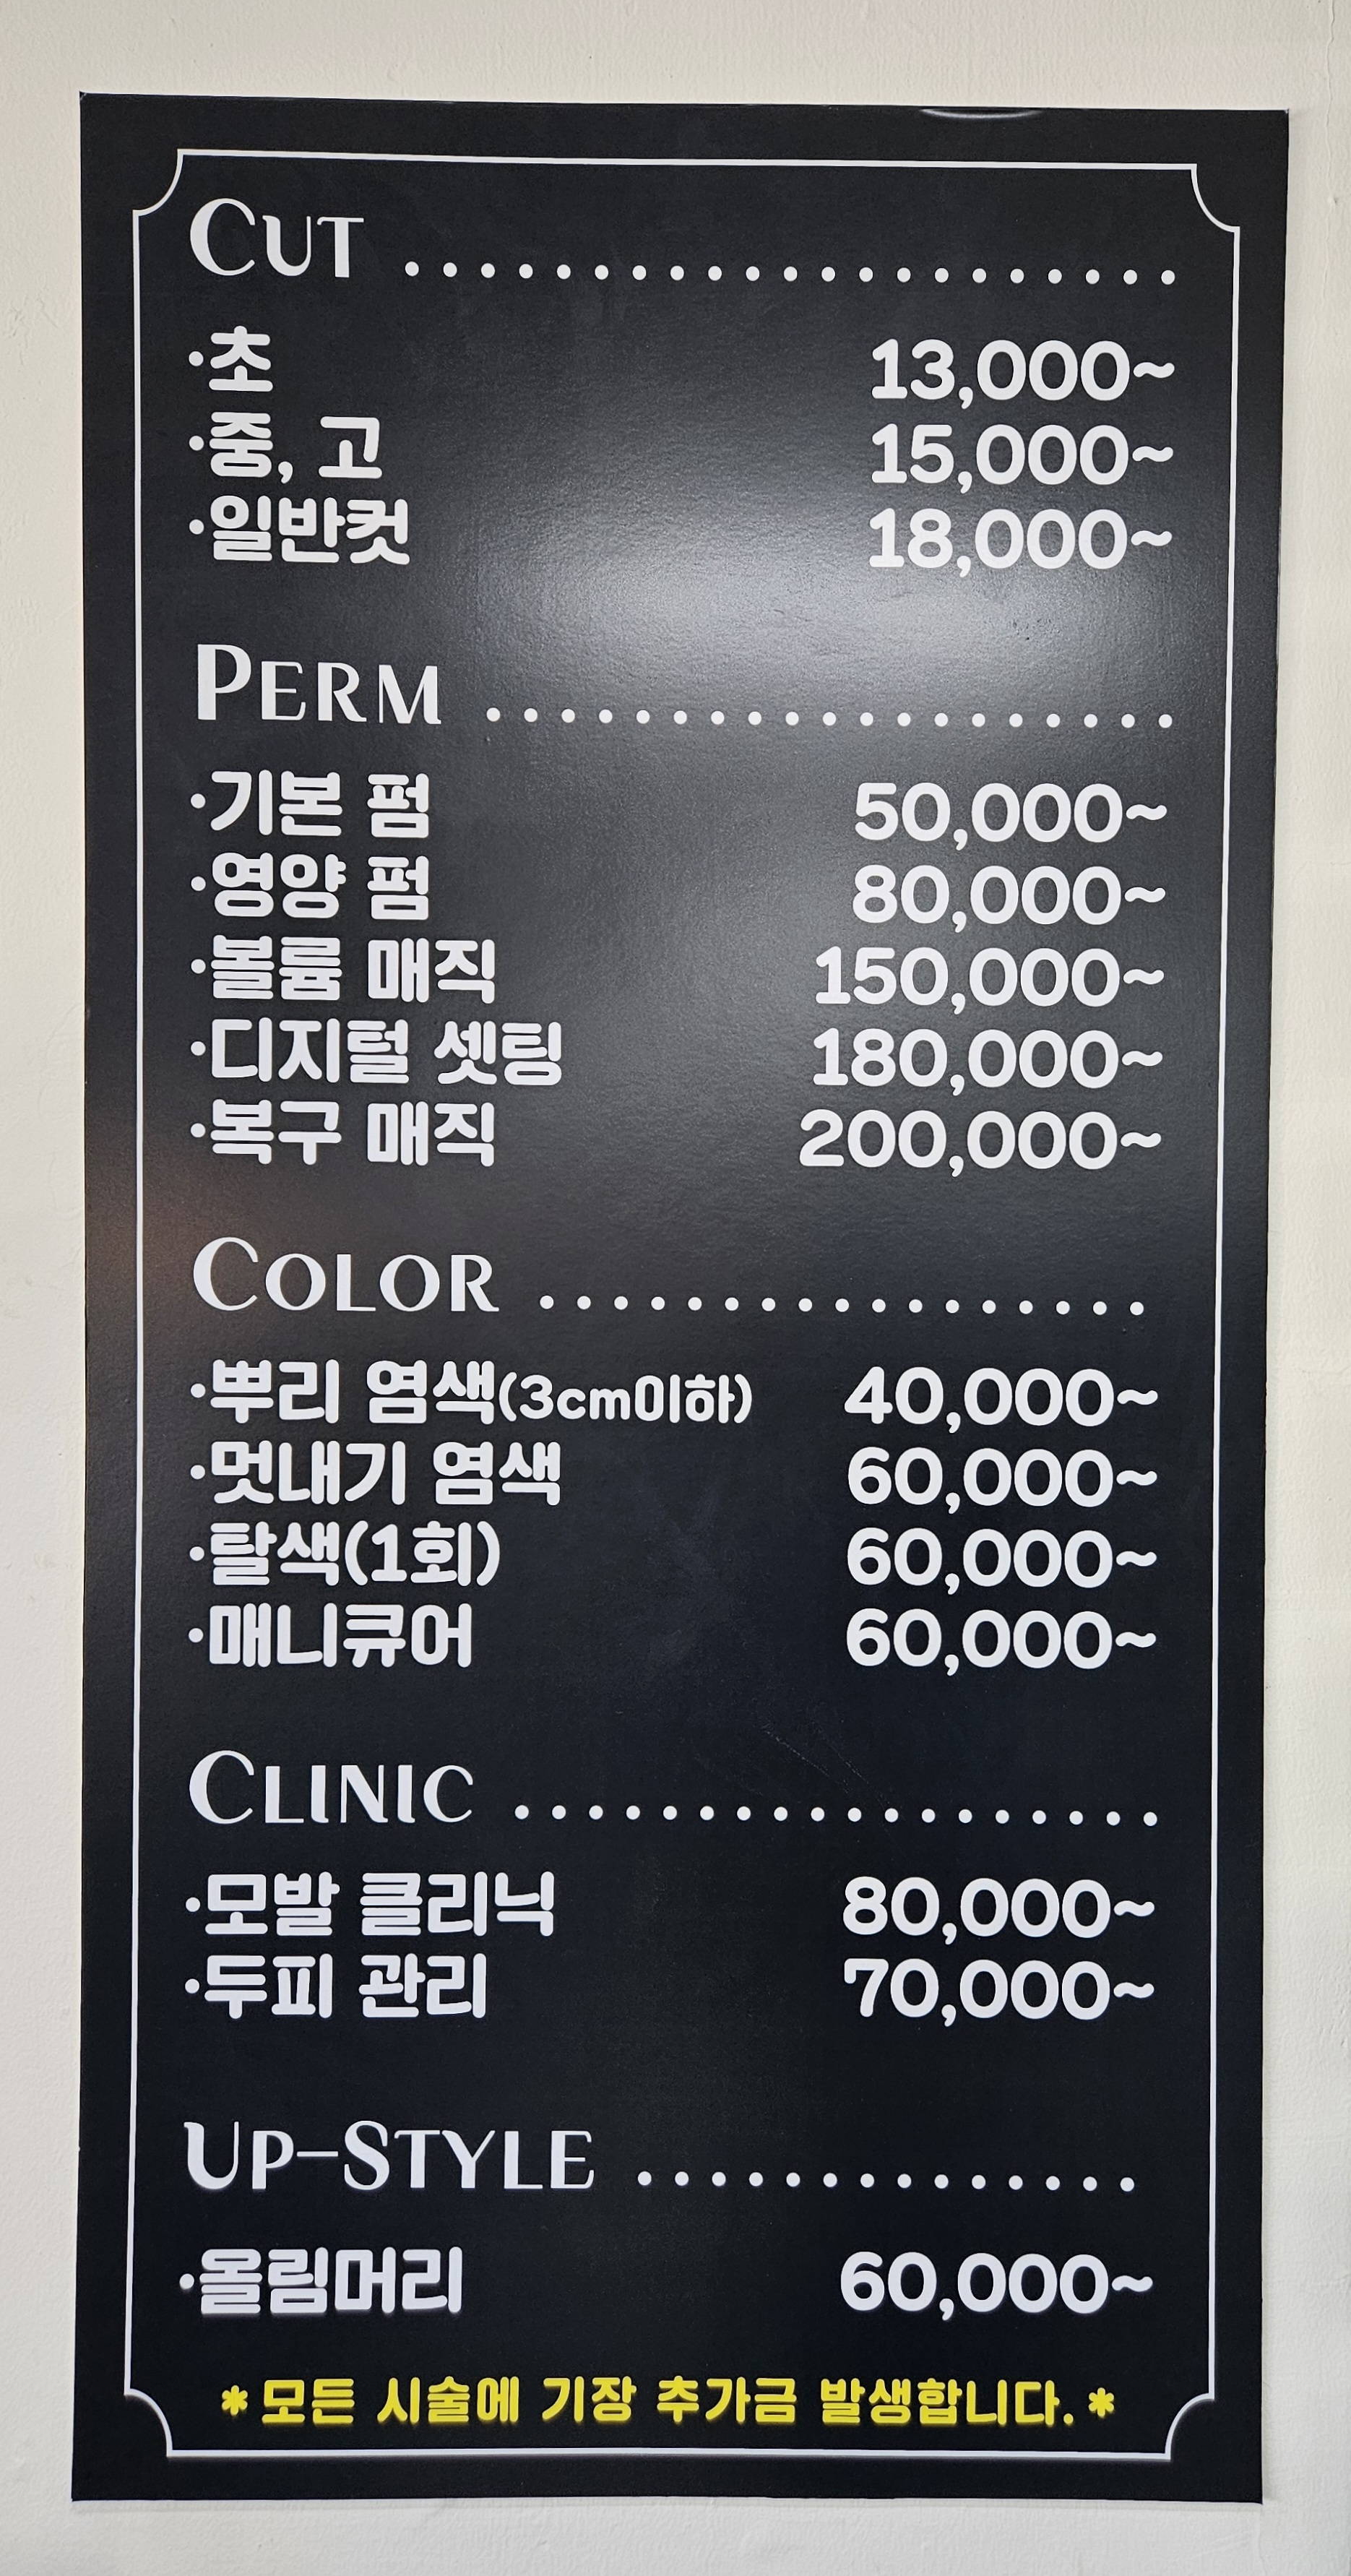 CUT ......................
·초 13,000~
·중, 고 15,000~
·일반컷 18,000~
PERM ...................
·기본 펌 50,000~
·영양 펌 80,000~
·볼륨 매직 150,000~
·디지털 셋팅 180,000~
·복구 매직 200,000~
COLOR .................
·뿌리 염색(3cm이하) 40,000~
·멋내기 염색 60,000~
·탈색(1회) 60,000~
·매니큐어 60,000~
CLINIC ..................
·모발 클리닉 80,000~
·두피 관리 70,000~
UP-STYLE ..............
·올림머리 60,000~
*모든 시술에 기장 추가금 발생합니다.*